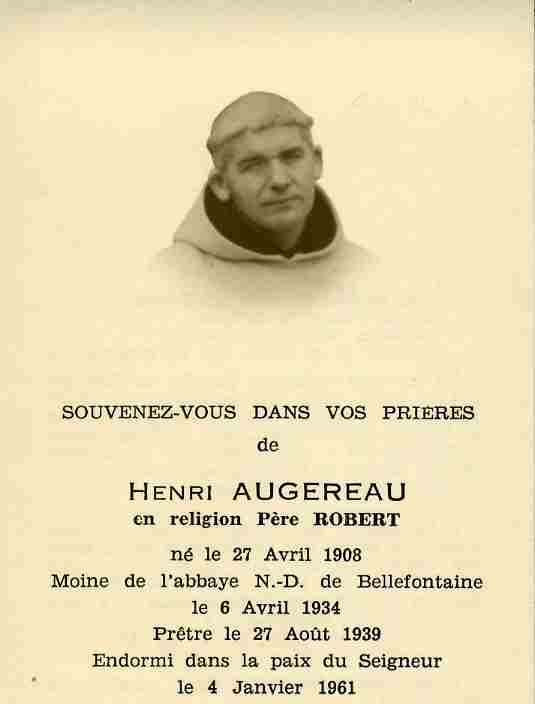 SOUVENEZ-VOUS DANS VOS PRIERES
de
HENRI AUGEREAU
en religion Père ROBERT
né le 27 Avril 1908
Moine de l'abbaye N.-D. de Bellefontaine
le 6 Avril 1934
Prêtre le 27 Août 1939
Endormi dans la paix du Seigneur
le 4 Janvier 1961